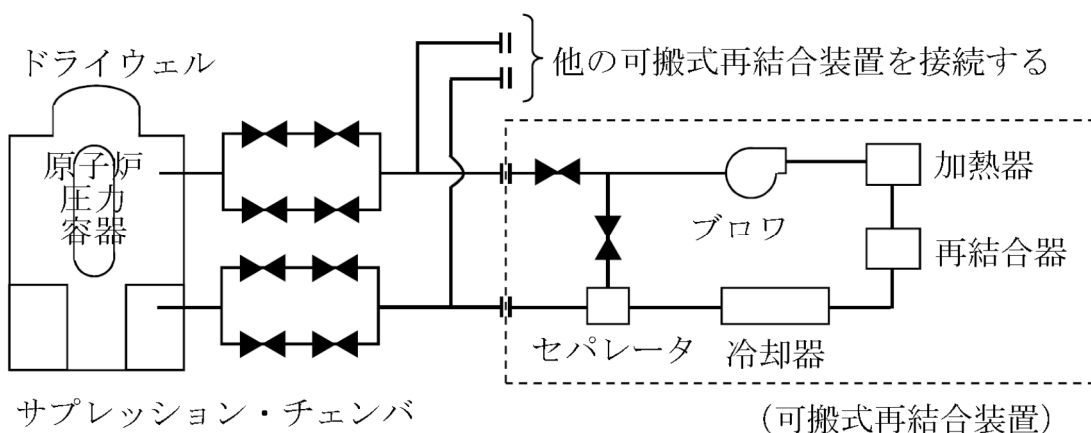 ドライウェル
他の可搬式再結合装置を接続する
原子炉
圧力
容器
加熱器
ブロワ
再結合器
セパレータ
冷却器
サプレッション・チェンバ
(可搬式再結合装置)